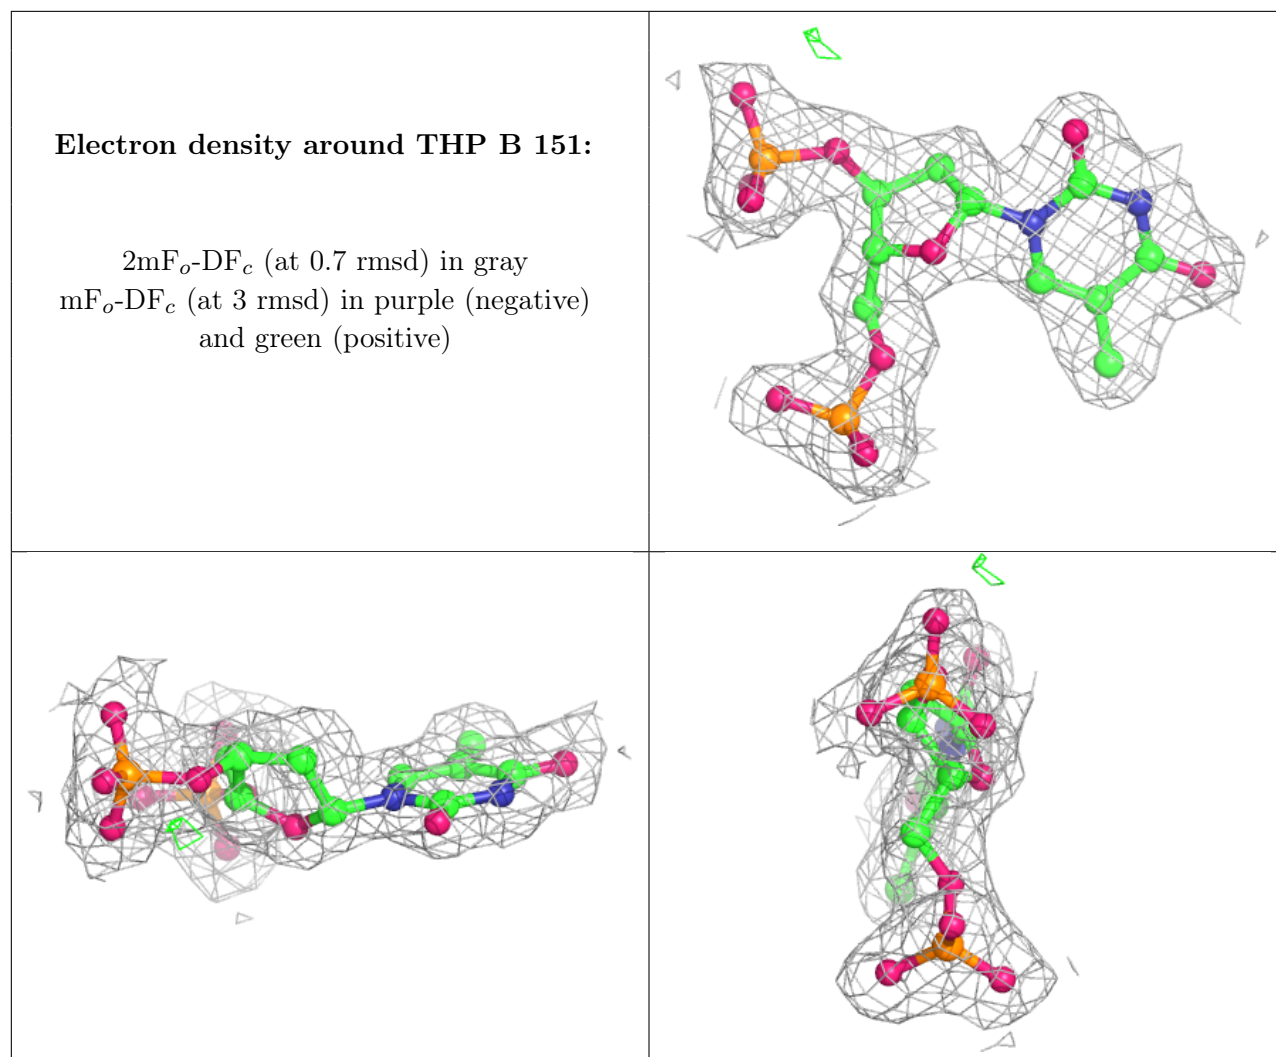 Electron density around THP B 151:
2mFo-DFc (at 0.7 rmsd) in gray
mFo-DFc (at 3 rmsd) in purple (negative)
and green (positive)